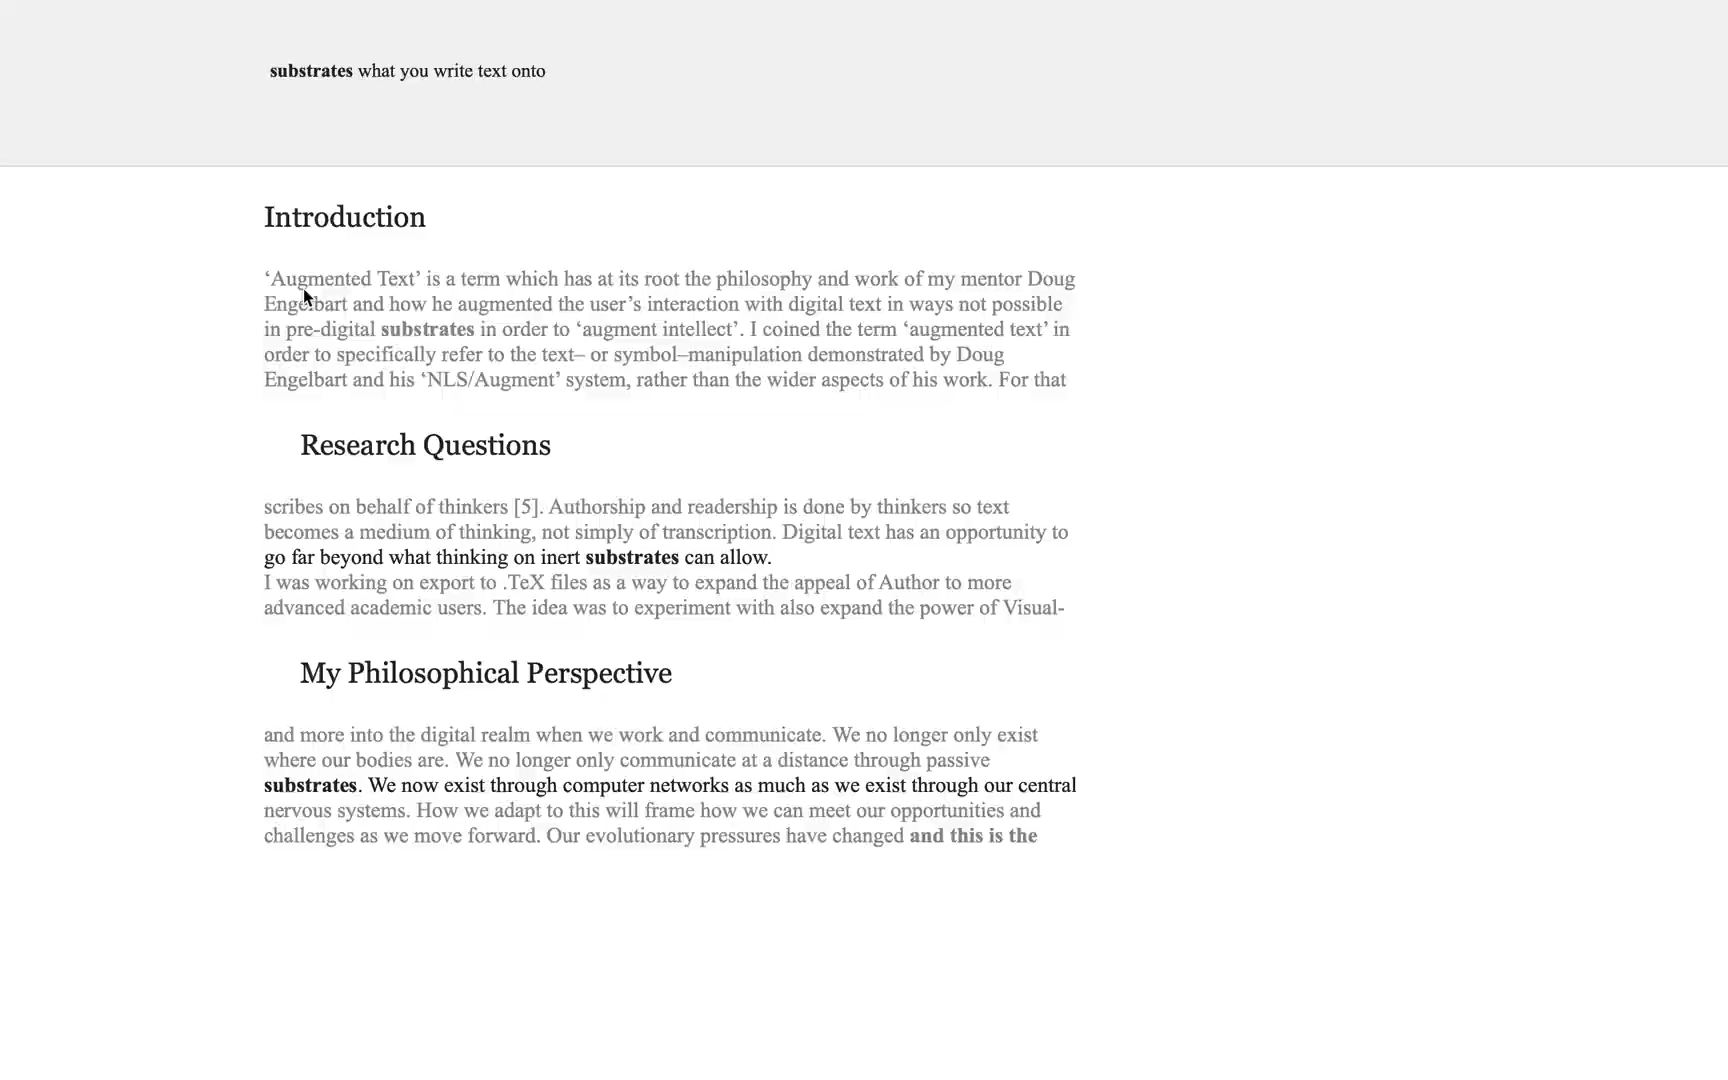 substrates what you write text onto
Introduction
‘Augmented Text’ is a term which has at its root the philosophy and work of my mentor Doug
Engelbart and how he augmented the user’s interaction with digital text in ways not possible
in pre-digital substrates in order to ‘augment intellect’. I coined the term ‘augmented text’ in
order to specifically refer to the text– or symbol–manipulation demonstrated by Doug
Engelbart and his ‘NLS/Augment’ system, rather than the wider aspects of his work. For that
Research Questions
scribes on behalf of thinkers [5]. Authorship and readership is done by thinkers so text
becomes a medium of thinking, not simply of transcription. Digital text has an opportunity to
go far beyond what thinking on inert substrates can allow.
I was working on export to .TeX files as a way to expand the appeal of Author to more
advanced academic users. The idea was to experiment with also expand the power of Visual-
My Philosophical Perspective
and more into the digital realm when we work and communicate. We no longer only exist
where our bodies are. We no longer only communicate at a distance through passive
substrates. We now exist through computer networks as much as we exist through our central
nervous systems. How we adapt to this will frame how we can meet our opportunities and
challenges as we move forward. Our evolutionary pressures have changed and this is the